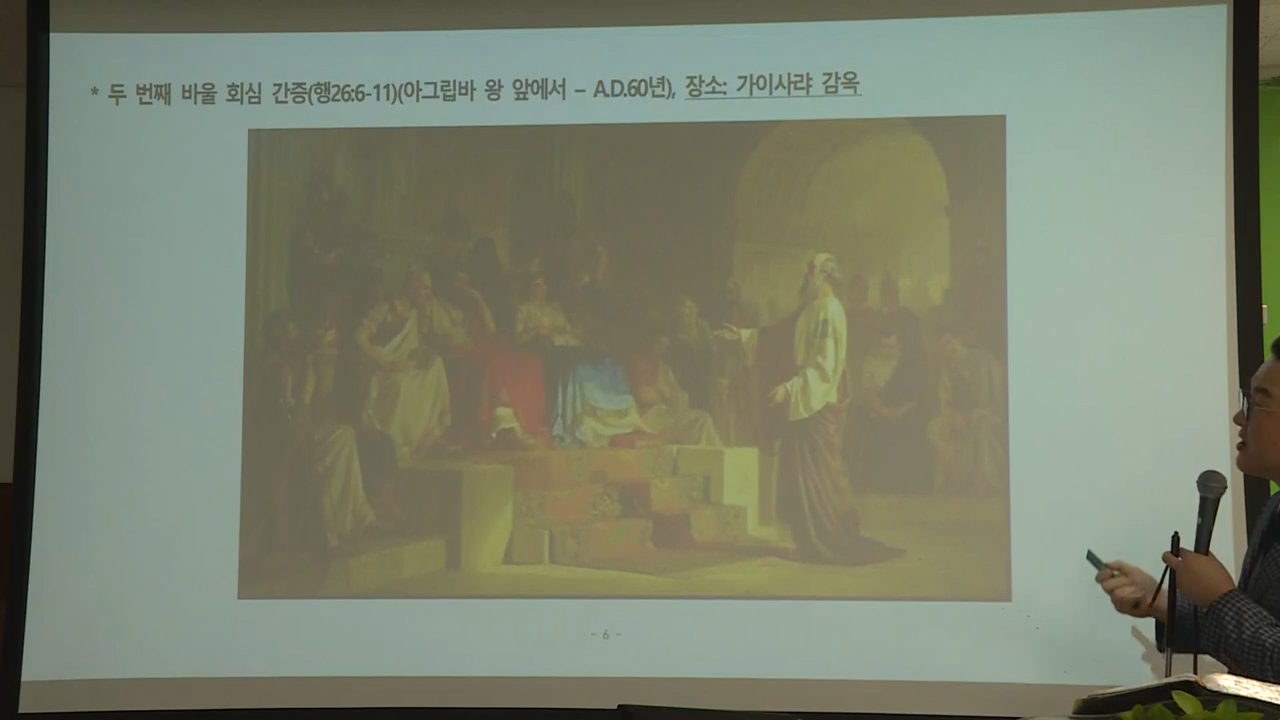 * 두 번째 바울 회심 간증(행26:6-11)(아그립바 왕 앞에서 – A.D.60년), 장소: 가이사랴 감옥
- 6 -